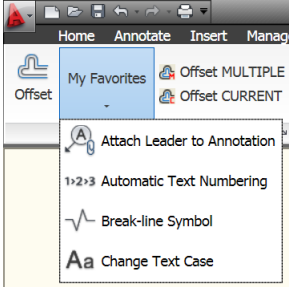 Home Annotate Insert Manag
Offset
My Favorites
Offset MULTIPLE
Offset CURRENT
A Attach Leader to Annotation
1›2›3 Automatic Text Numbering
Break-line Symbol
Aa Change Text Case